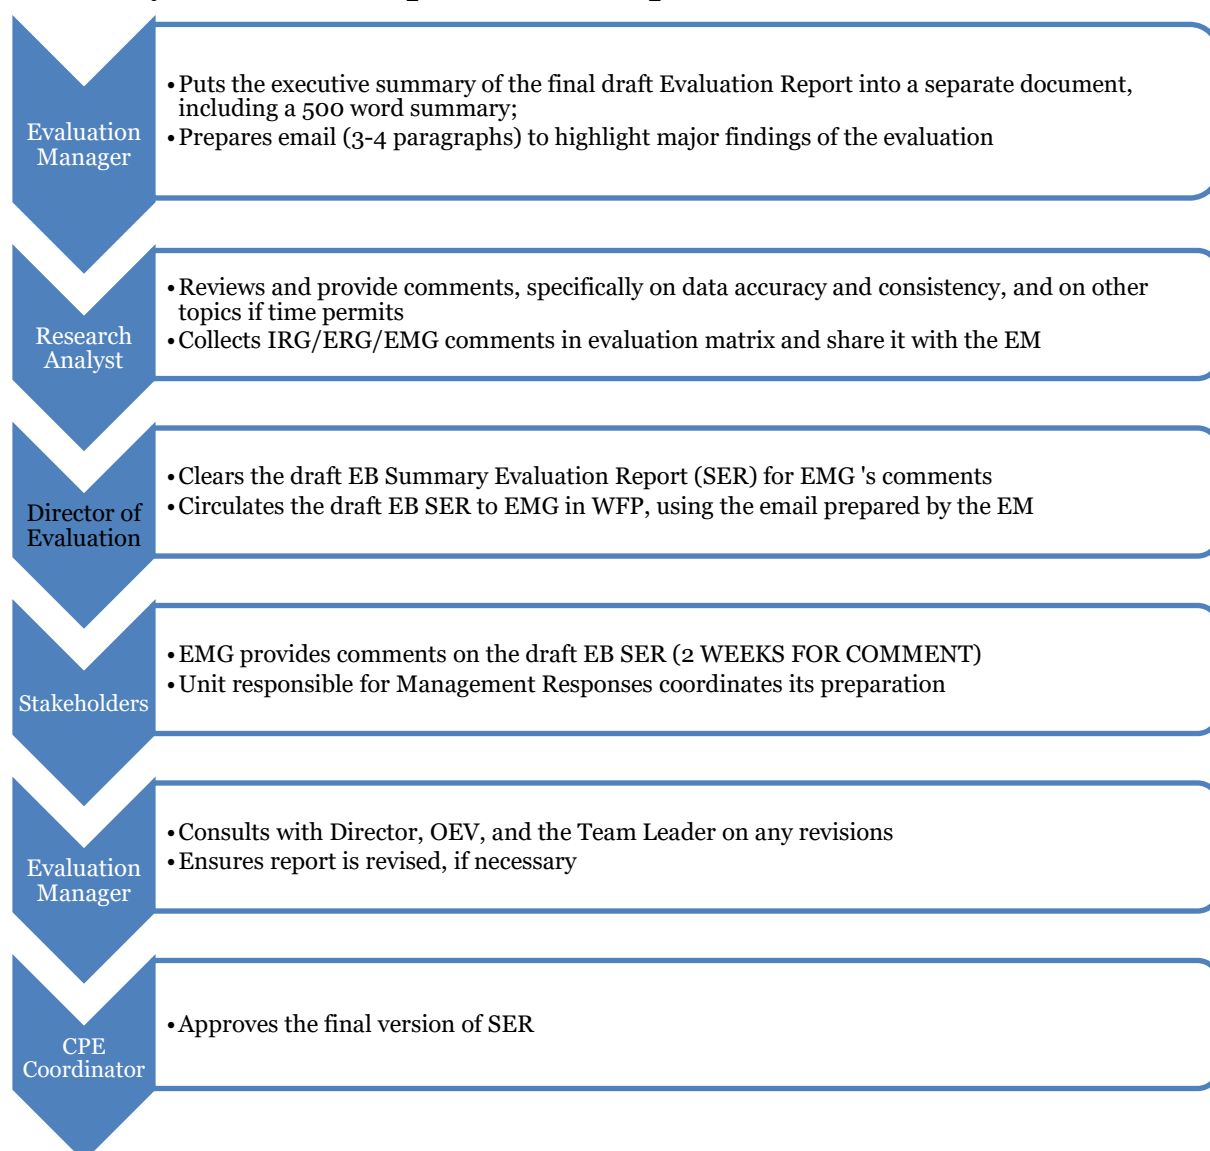 Evaluation
Manager
•Puts the executive summary of the final draft Evaluation Report into a separate document,
including a 500 word summary;
•Prepares email (3-4 paragraphs) to highlight major findings of the evaluation
Research
Analyst
•Reviews and provide comments, specifically on data accuracy and consistency, and on other
topics if time permits
•Collects IRG/ERG/EMG comments in evaluation matrix and share it with the EM
Director of
Evaluation
•Clears the draft EB Summary Evaluation Report (SER) for EMG 's comments
•Circulates the draft EB SER to EMG in WFP, using the email prepared by the EM
Stakeholders
•EMG provides comments on the draft EB SER (2 WEEKS FOR COMMENT)
•Unit responsible for Management Responses coordinates its preparation
Evaluation
Manager
•Consults with Director, OEV, and the Team Leader on any revisions
•Ensures report is revised, if necessary
CPE
Coordinator
•Approves the final version of SER